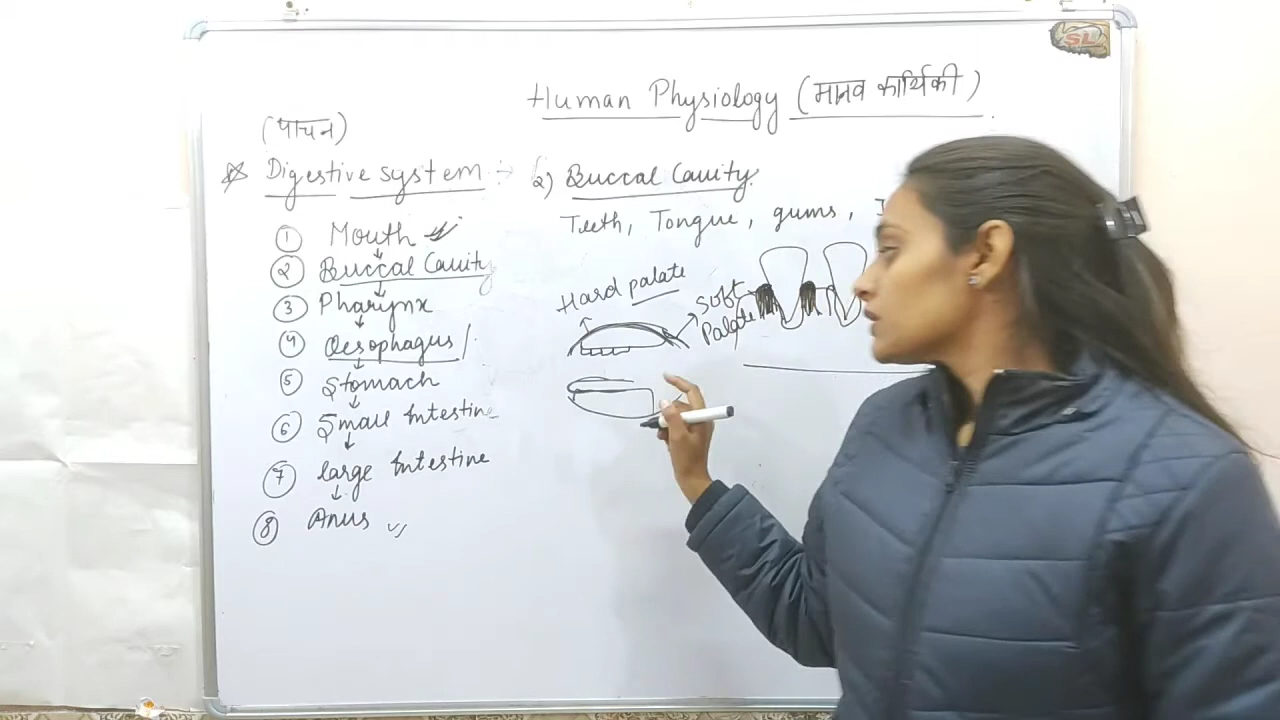 Human Physiology (मानव कार्यिकी)
(पाचन)
Digestive system :-
① Mouth
② Buccal Cavity
③ Pharynx
④ Oesophagus
⑤ Stomach
⑥ Small Intestine
⑦ large Intestine
⑧ Anus
2) Buccal Cavity
Teeth, Tongue, gums,
Hard palate
Soft
Palate
SL